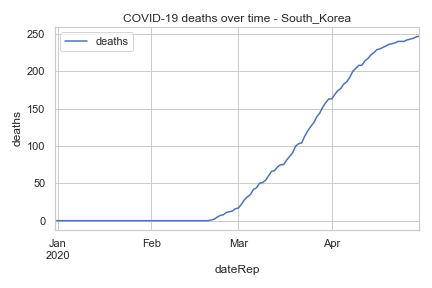 COVID-19 deaths over time - South_Korea
deaths
250
200
150
100
50
0
deaths
Jan Feb Mar Apr
2020
dateRep